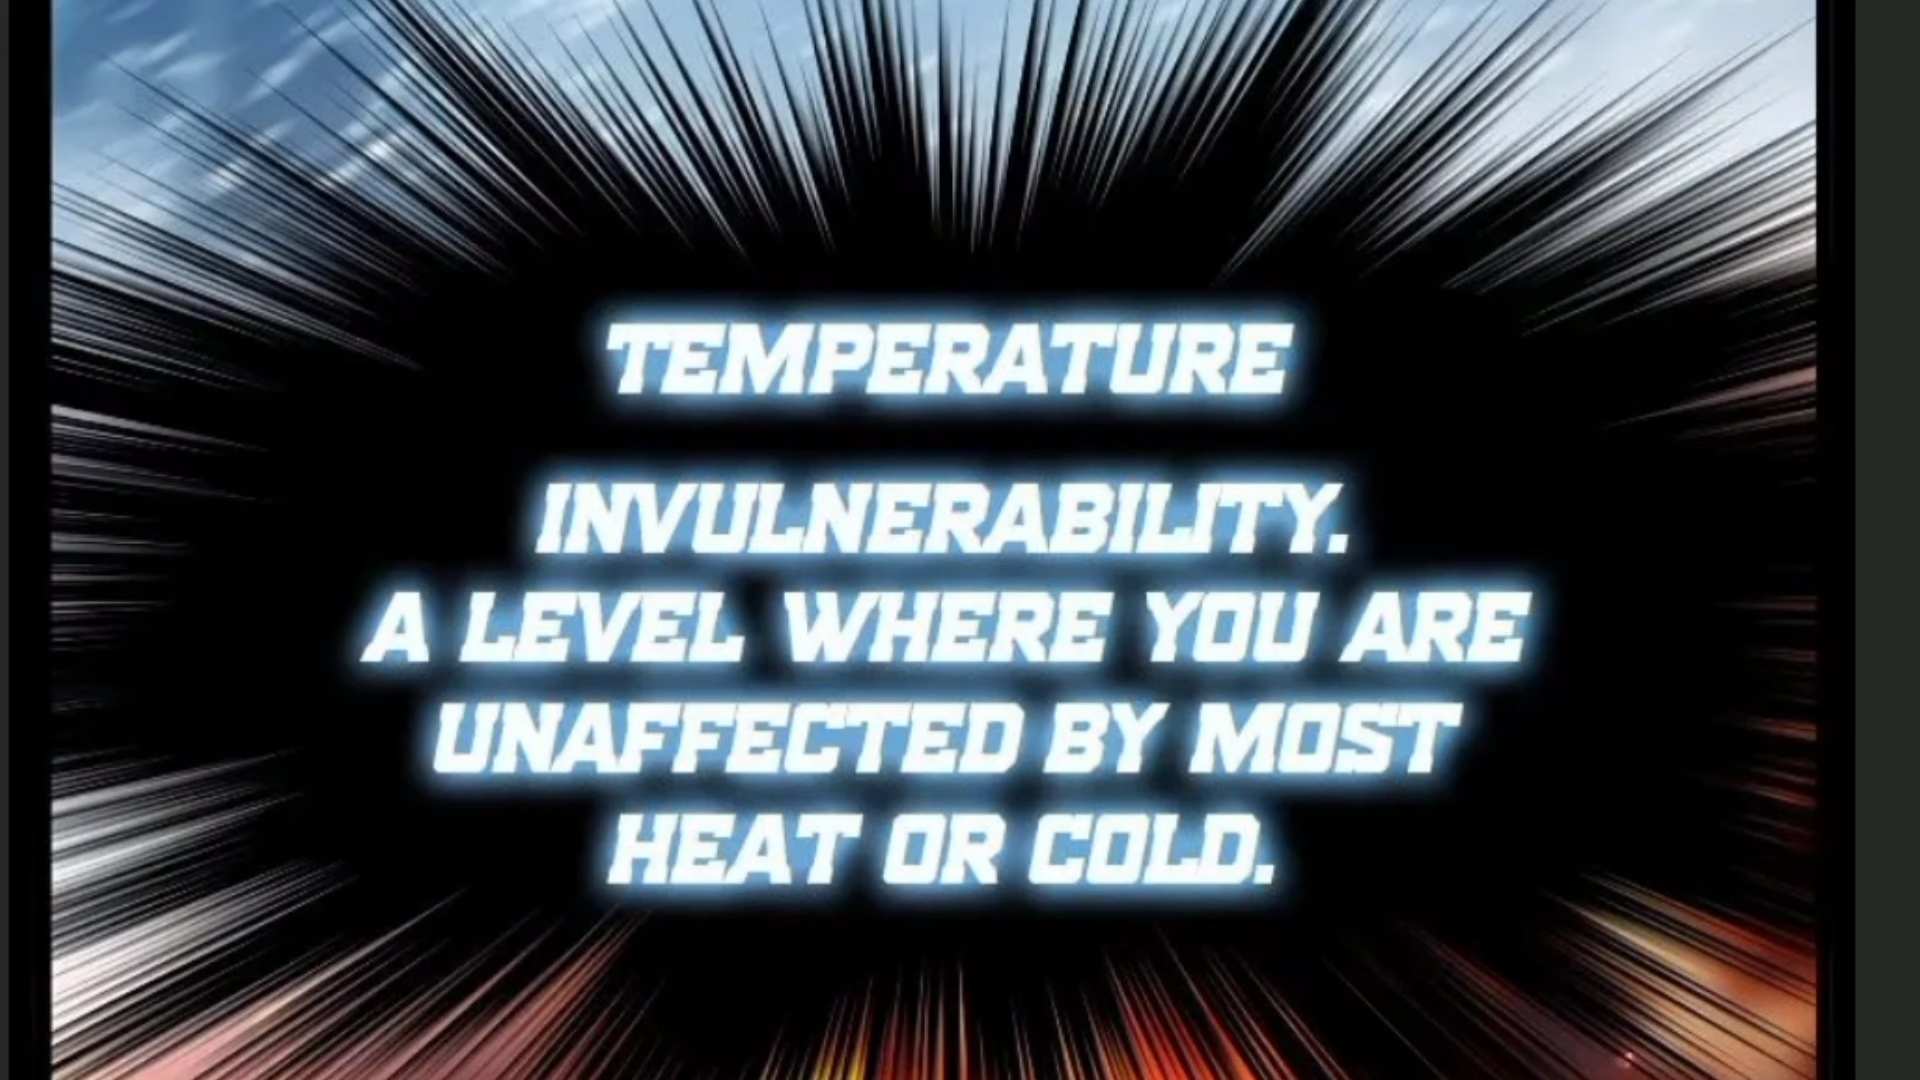 TEMPERATURE
INVULNERABILITY.
A LEVEL WHERE YOU ARE
UNAFFECTED BY MOST
HEAT OR COLD.